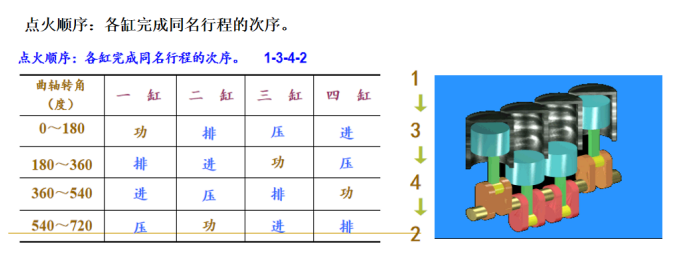 点火顺序：各缸完成同名行程的次序。
点火顺序：各缸完成同名行程的次序。 1-3-4-2
曲轴转角（度） 一 缸 二 缸 三 缸 四 缸
0～180 功 排 压 进
180～360 排 进 功 压
360～540 进 压 排 功
540～720 压 功 进 排
1
3
4
2